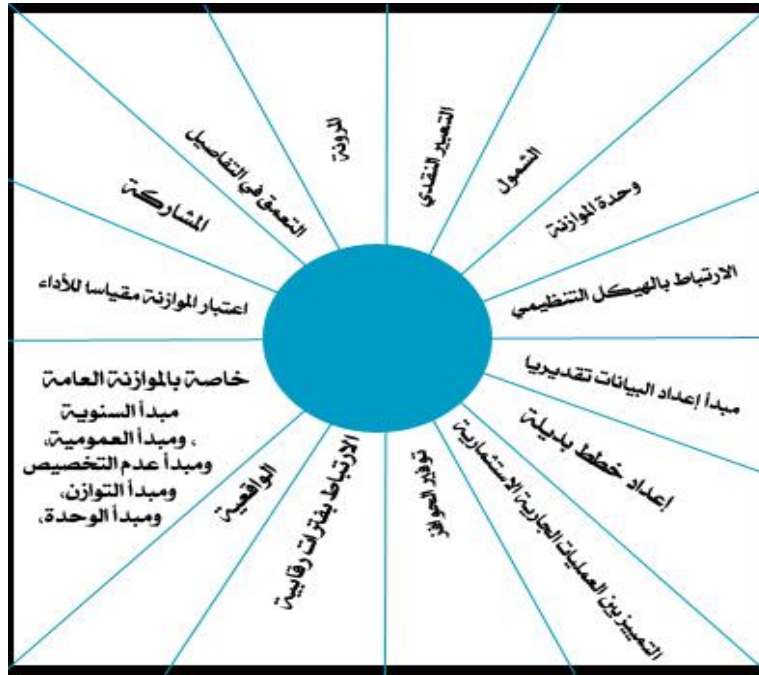 المرونة
التعبير النقدي
الشمول
وحدة الموازنة
الارتباط بالهيكل التنظيمي
مبدأ إعداد البيانات تقديريا
إعداد خطط بديلة
التمييز بين العمليات الجارية الاستثمارية
توفير الحوافز
الارتباط بفترات رقابية
الواقعية
خاصة بالموازنة العامة
مبدأ السنوية
، ومبدأ العمومية،
ومبدأ عدم التخصيص
ومبدأ التوازن،
ومبدأ الوحدة،
اعتبار الموازنة مقياسا للأداء
المشاركة
التعمق في التفاصيل